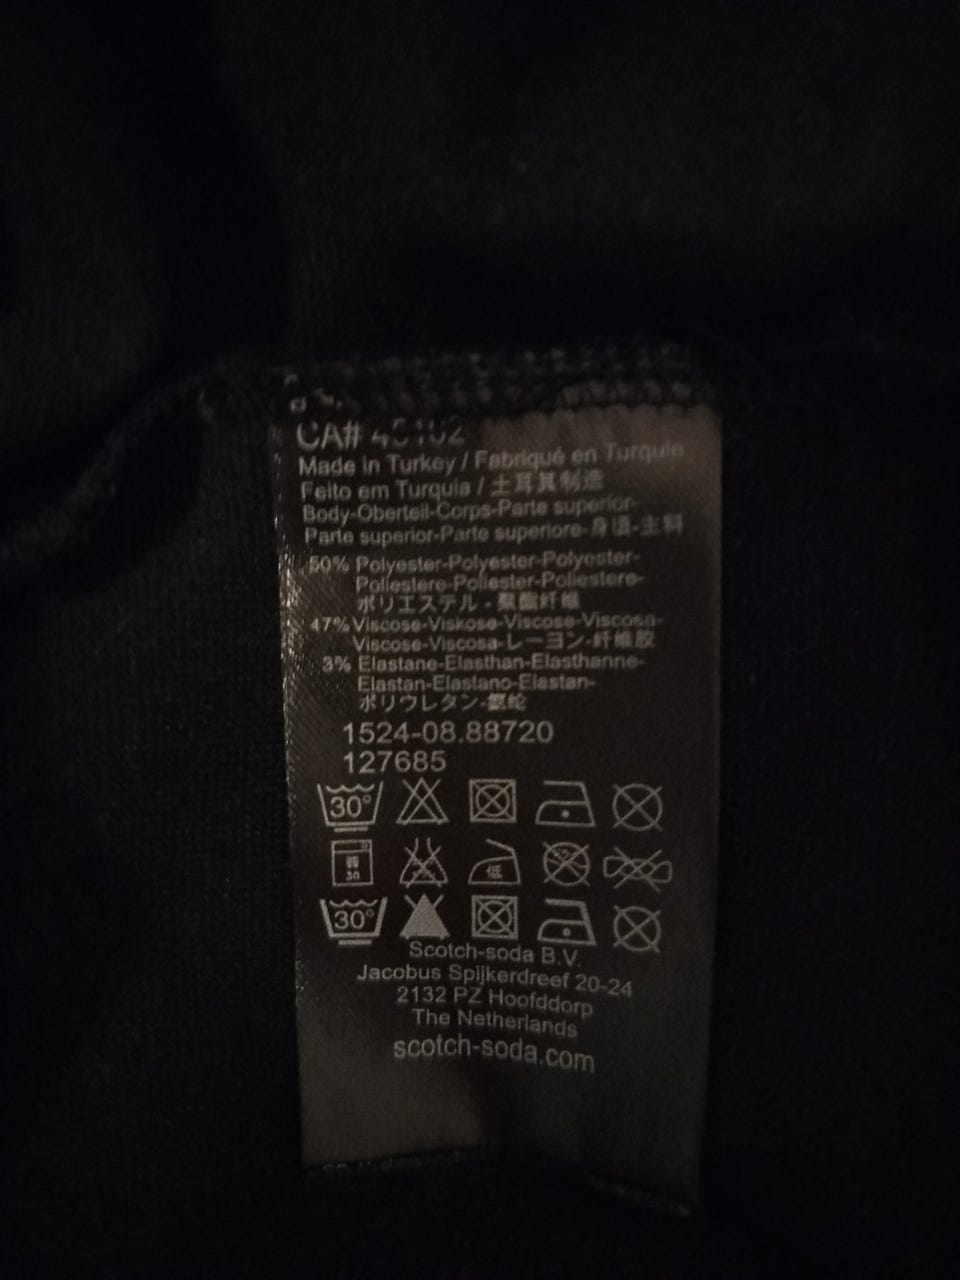 CA# 45102
Made in Turkey / Fabriqué en Turquie
Feito em Turquia / 土耳其制造
Body-Oberteil-Corps-Parte superior-
Parte superior-Parte superiore-身頃-主料
50% Polyester-Polyester-Polyester-
Poliestere-Poliester-Poliestere-
ポリエステル - 聚酯纤维
47% Viscose-Viskose-Viscose-Viscosa-
Viscose-Viscosa-レーヨン-纤维胶
3% Elastane-Elasthan-Elasthanne-
Elastan-Elastano-Elastan-
ポリウレタン-氨纶
1524-08.88720
127685
30°
弱 30 低
30°
Scotch-soda B.V.
Jacobus Spijkerdreef 20-24
2132 PZ Hoofddorp
The Netherlands
scotch-soda.com